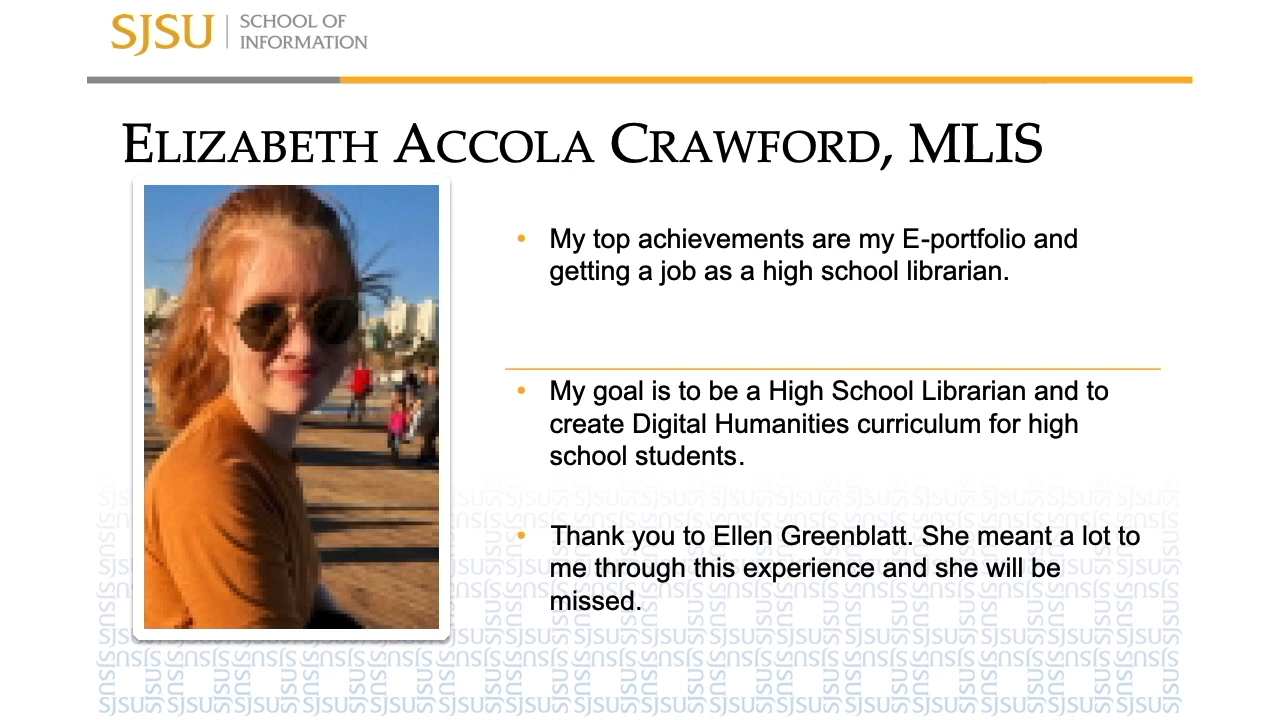 SJSU SCHOOL OF
INFORMATION
ELIZABETH ACCOLA CRAWFORD, MLIS
• My top achievements are my E-portfolio and
getting a job as a high school librarian.
• My goal is to be a High School Librarian and to
create Digital Humanities curriculum for high
school students.
• Thank you to Ellen Greenblatt. She meant a lot to
me through this experience and she will be
missed.